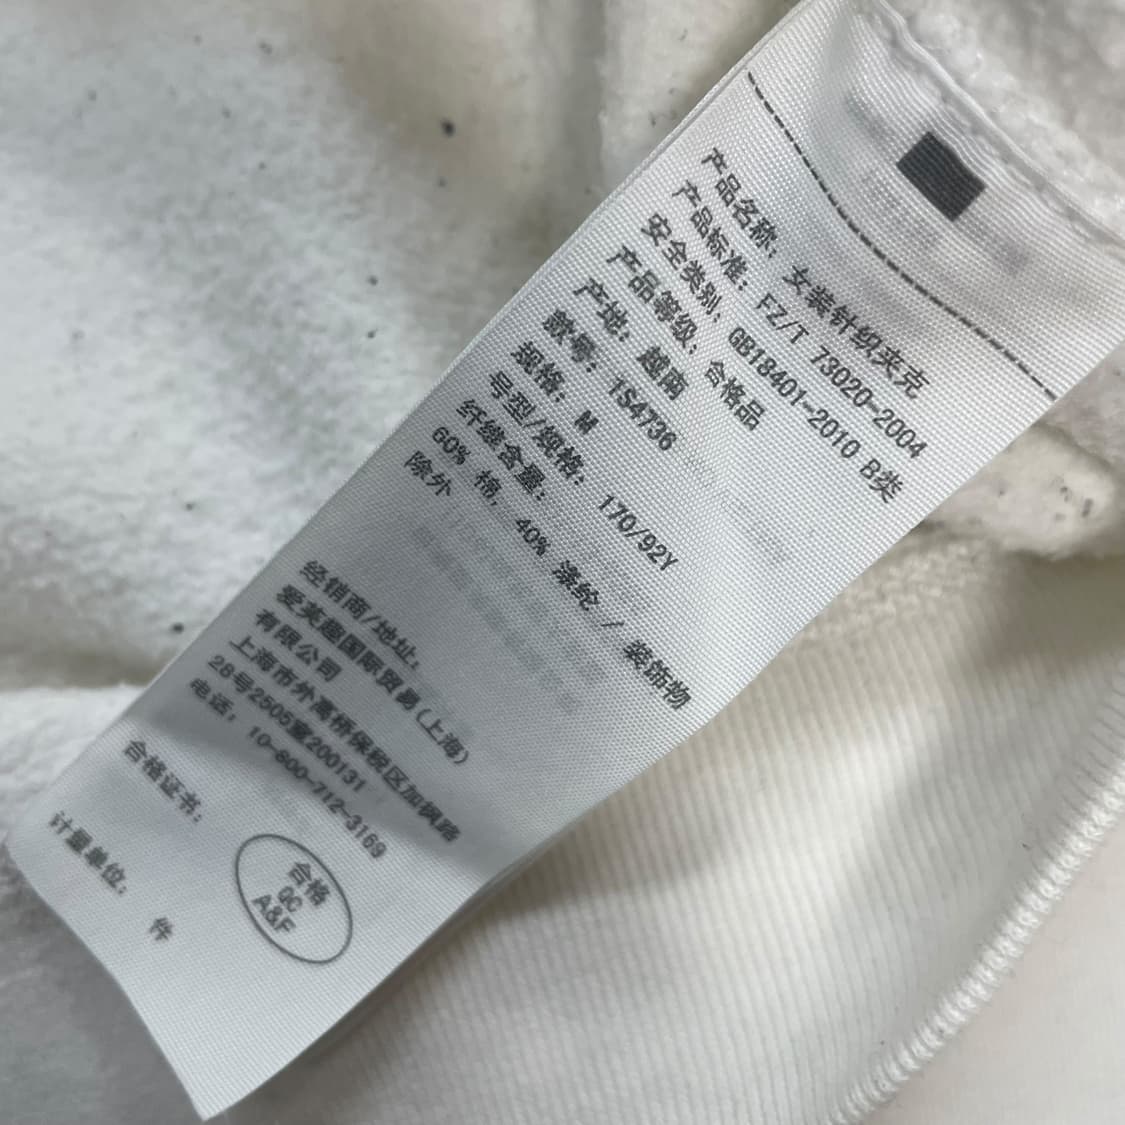 产品名称： 女装针织夹克
产品标准： FZ/T 73020-2004
安全类别： GB18401-2010 B类
产品等级： 合格品
产地： 越南
款号： 1S4736
规格： M
号型/规格： 170/92Y
纤维含量：
60% 棉, 40% 涤纶 // 装饰物
除外
经销商/地址：
爱芙趣国际贸易(上海)
有限公司
上海市外高桥保税区加枫路
28号2505室200131
电话： 10-800-712-3169
合格证书：
合格
QC
A&F
计量单位： 件